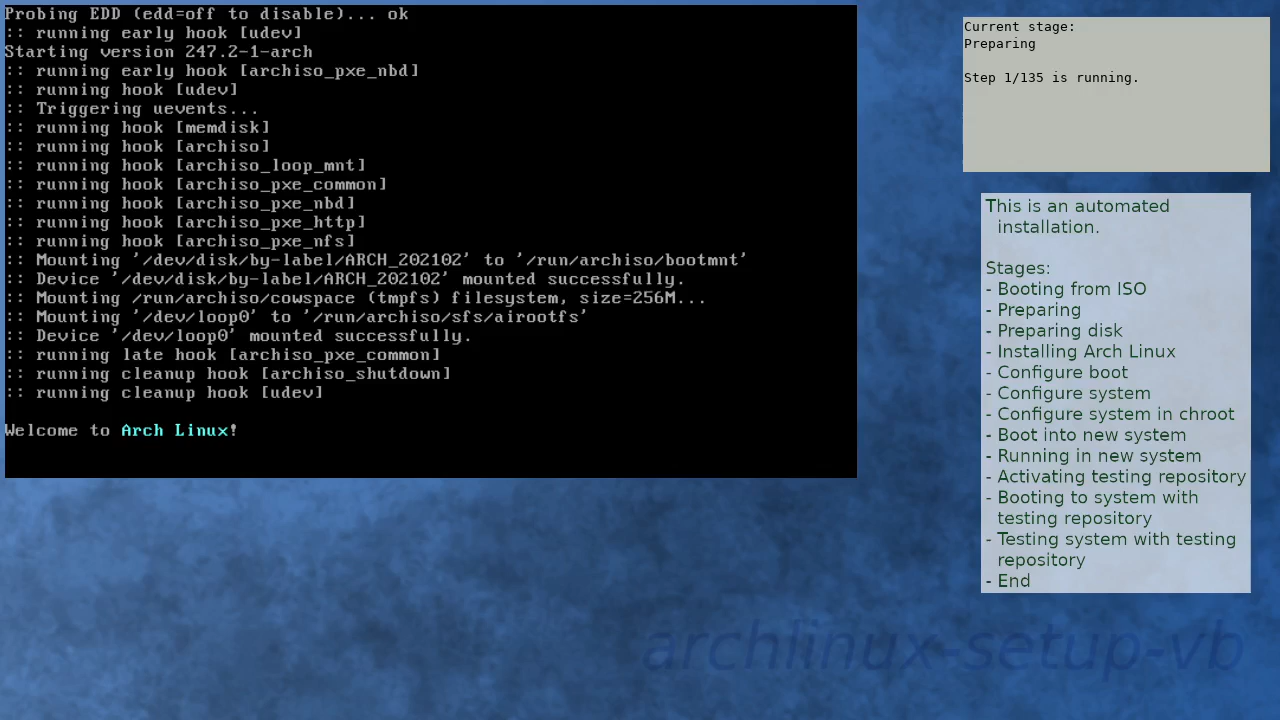 Probing EDD (edd=off to disable)... ok
:: running early hook [udev]
Starting version 247.2-1-arch
:: running early hook [archiso_pxe_nbd]
:: running hook [udev]
:: Triggering uevents...
:: running hook [memdisk]
:: running hook [archiso]
:: running hook [archiso_loop_mnt]
:: running hook [archiso_pxe_common]
:: running hook [archiso_pxe_nbd]
:: running hook [archiso_pxe_http]
:: running hook [archiso_pxe_nfs]
:: Mounting '/dev/disk/by-label/ARCH_202102' to '/run/archiso/bootmnt'
:: Device '/dev/disk/by-label/ARCH_202102' mounted successfully.
:: Mounting /run/archiso/cowspace (tmpfs) filesystem, size=256M...
:: Mounting '/dev/loop0' to '/run/archiso/sfs/airootfs'
:: Device '/dev/loop0' mounted successfully.
:: running late hook [archiso_pxe_common]
:: running cleanup hook [archiso_shutdown]
:: running cleanup hook [udev]
Welcome to Arch Linux!
Current stage:
Preparing
Step 1/135 is running.
This is an automated
installation.
Stages:
- Booting from ISO
- Preparing
- Preparing disk
- Installing Arch Linux
- Configure boot
- Configure system
- Configure system in chroot
- Boot into new system
- Running in new system
- Activating testing repository
- Booting to system with
testing repository
- Testing system with testing
repository
- End
archlinux-setup-vb